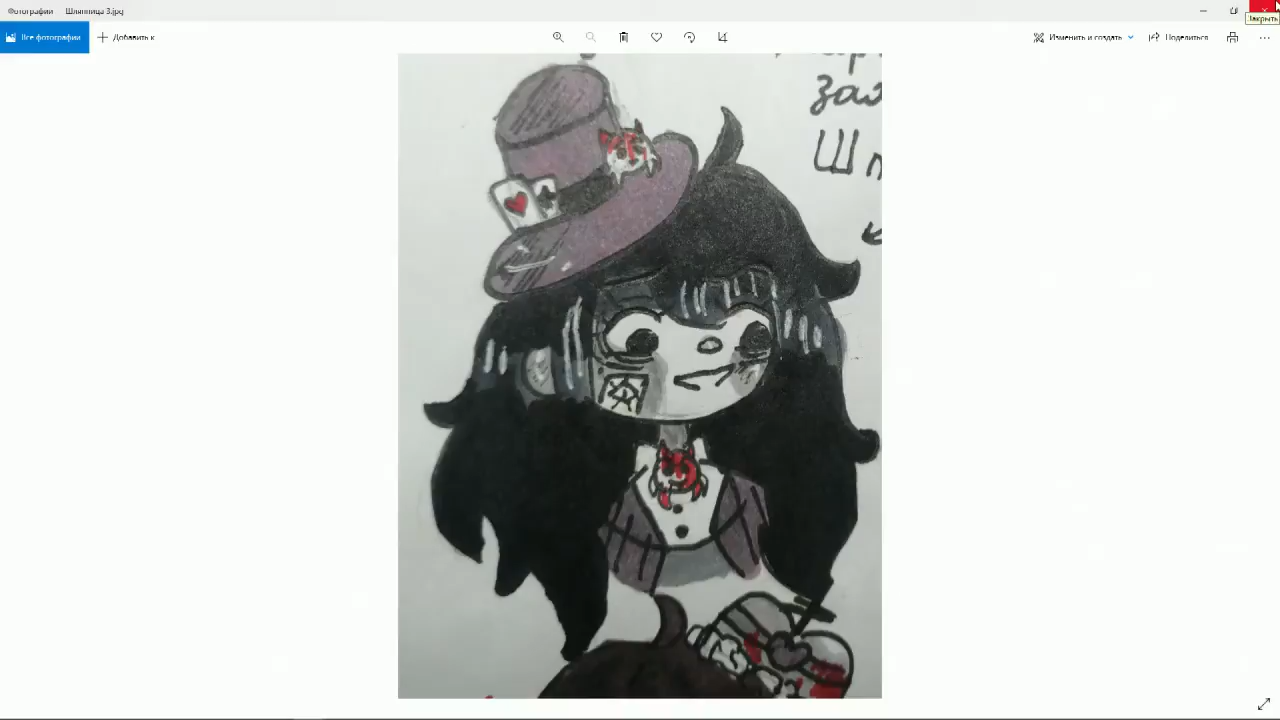 Фотографии
Шляпница 3.jpg
Закрыть
Все фотографии
Добавить к
Изменить и создать
Поделиться